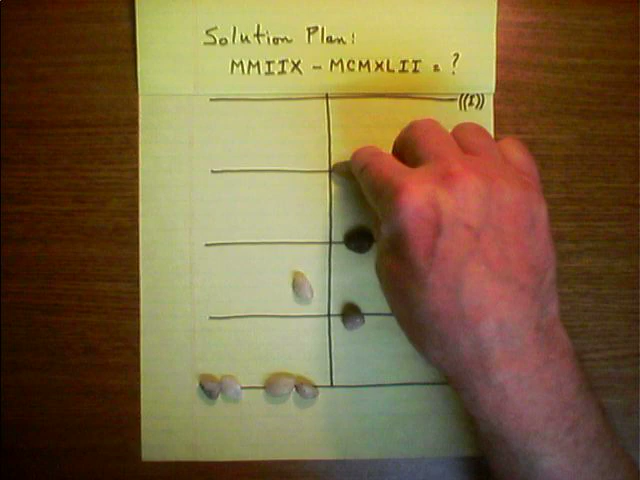 Solution Plan:
MMIIX - MCMXLII = ?
((I))